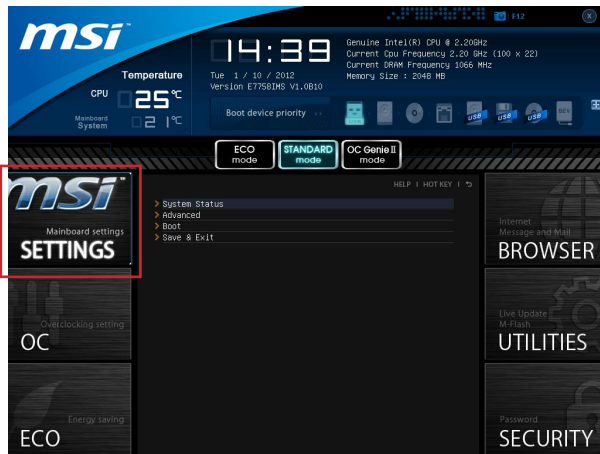 msi
14:39
F12
X
Genuine Intel(R) CPU @ 2.20GHz
Current Cpu Frequency 2.20 GHz (100 x 22)
Current DRAM Frequency 1066 MHz
Memory Size : 2048 MB
Temperature
Tue 1 / 10 / 2012
Version E7758IMS V1.0B10
CPU 25°C
Mainboard
System 21°C
Boot device priority
USB
USB
USB
DEV
ECO
mode
STANDARD
mode
OC Genie II
mode
HELP | HOT KEY |
msi
Mainboard settings
SETTINGS
> System Status
> Advanced
> Boot
> Save & Exit
Internet
Message and Mail
BROWSER
Overclocking setting
OC
Live Update
M-Flash
UTILITIES
Energy saving
ECO
Password
SECURITY